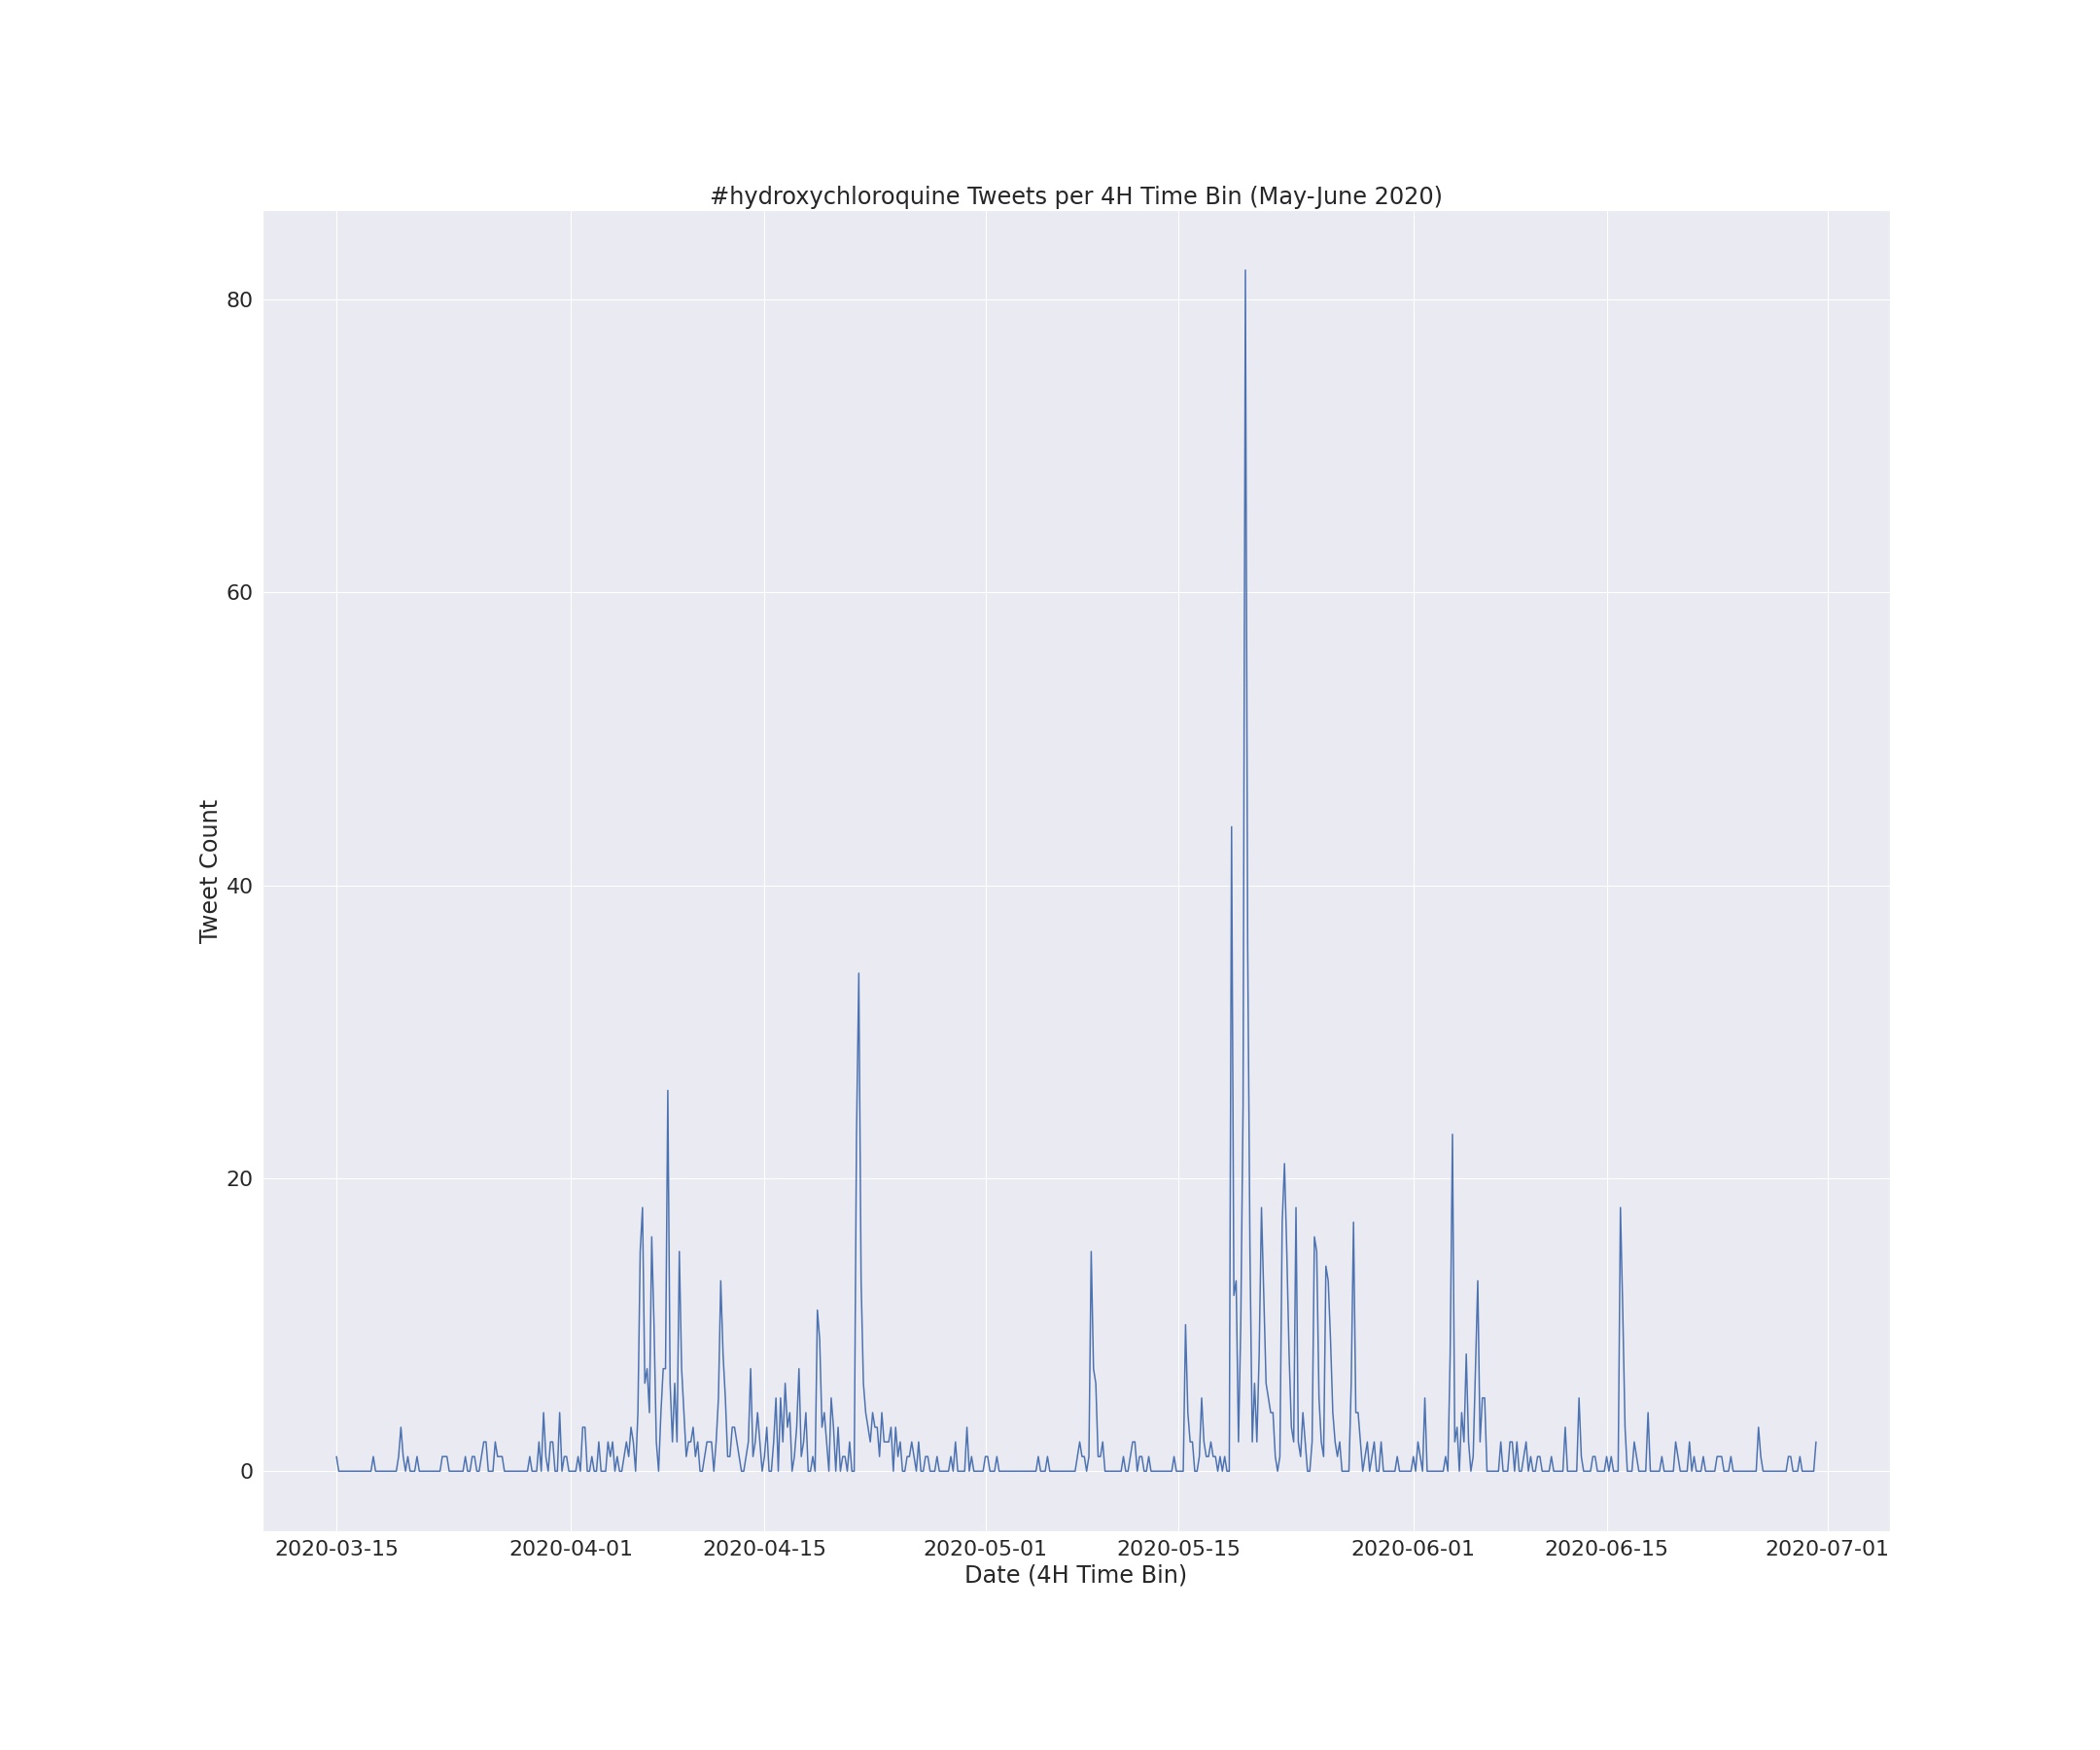 #hydroxychloroquine Tweets per 4H Time Bin (May-June 2020)
80
60
40
20
0
Tweet Count
2020-03-15 2020-04-01 2020-04-15 2020-05-01 2020-05-15 2020-06-01 2020-06-15 2020-07-01
Date (4H Time Bin)